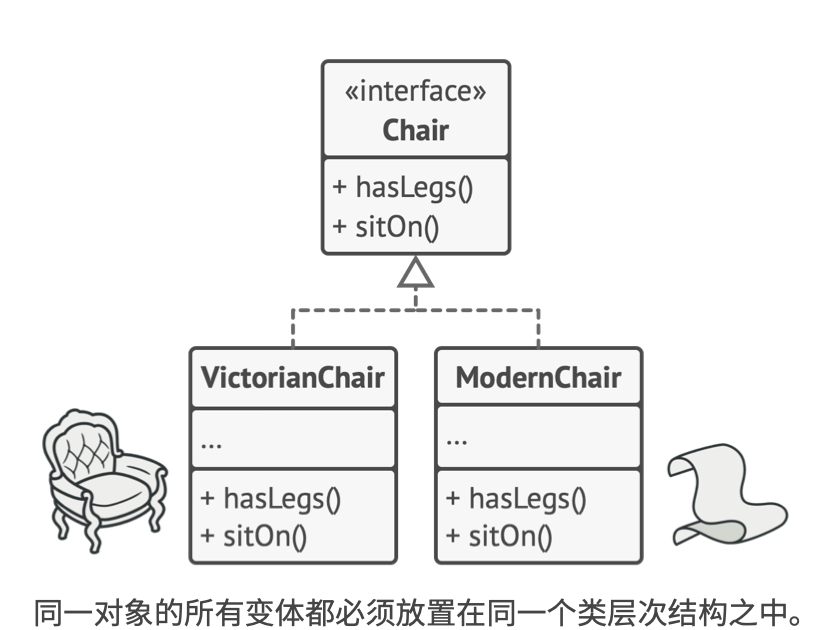 «interface»
Chair
+ hasLegs()
+ sitOn()
VictorianChair
...
+ hasLegs()
+ sitOn()
ModernChair
...
+ hasLegs()
+ sitOn()
同一对象的所有变体都必须放置在同一个类层次结构之中。